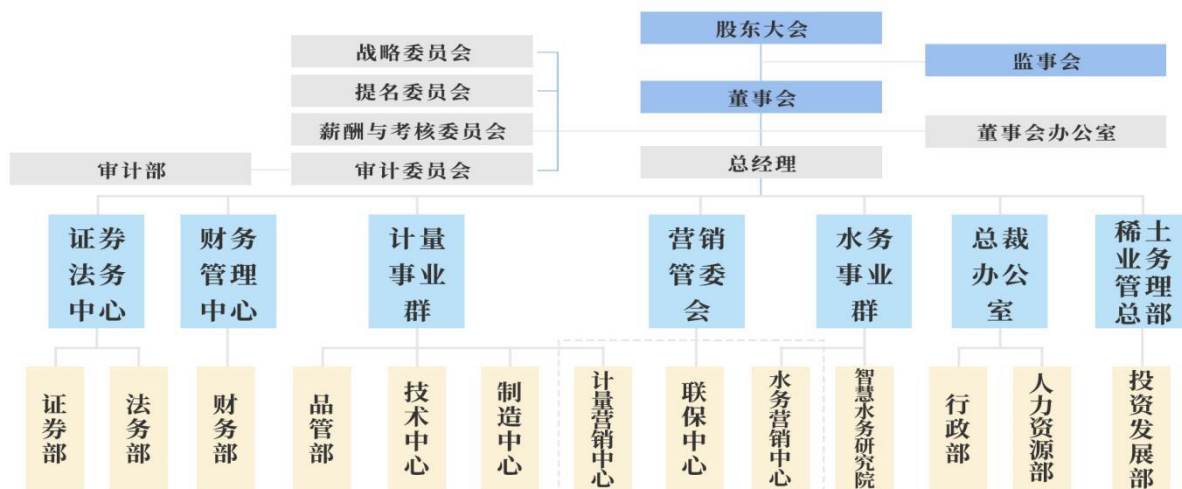 股东大会
战略委员会
监事会
提名委员会
董事会
薪酬与考核委员会
董事会办公室
审计部
审计委员会
总经理
证券
法务
中心
财务
管理
中心
计量
事业
群
营销
管委
会
水务
事业
群
总裁
办公
室
稀土
业务
管理
总部
证券部
法务部
财务部
品管部
技术中心
制造中心
计量营销中心
联保中心
水务营销中心
智慧水务研究院
行政部
人力资源部
投资发展部